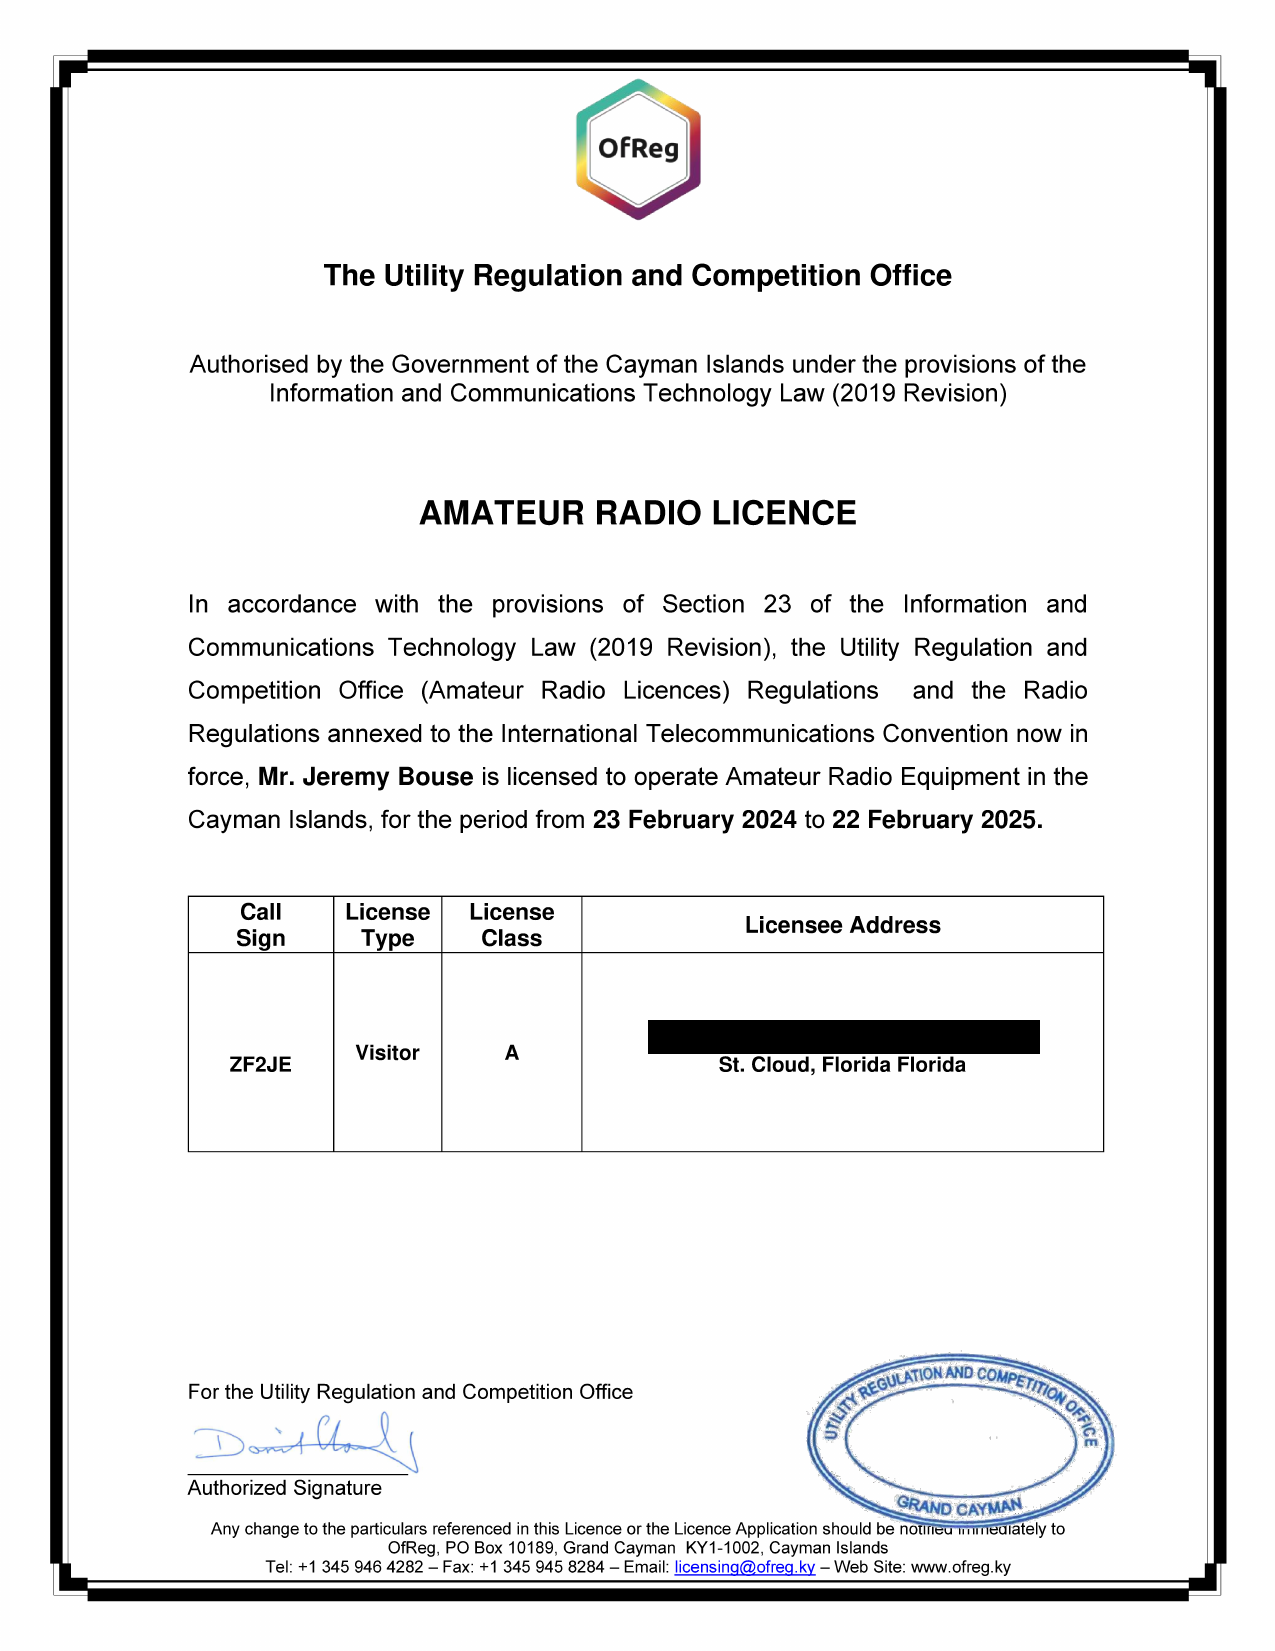 OfReg
The Utility Regulation and Competition Office
Authorised by the Government of the Cayman Islands under the provisions of the
Information and Communications Technology Law (2019 Revision)
AMATEUR RADIO LICENCE
In accordance with the provisions of Section 23 of the Information and
Communications Technology Law (2019 Revision), the Utility Regulation and
Competition Office (Amateur Radio Licences) Regulations and the Radio
Regulations annexed to the International Telecommunications Convention now in
force, Mr. Jeremy Bouse is licensed to operate Amateur Radio Equipment in the
Cayman Islands, for the period from 23 February 2024 to 22 February 2025.
Call Sign
License Type
License Class
Licensee Address
ZF2JE
Visitor
A
St. Cloud, Florida Florida
For the Utility Regulation and Competition Office
Authorized Signature
UTILITY REGULATION AND COMPETITION OFFICE
GRAND CAYMAN
Any change to the particulars referenced in this Licence or the Licence Application should be notified immediately to
OfReg, PO Box 10189, Grand Cayman KY1-1002, Cayman Islands
Tel: +1 345 946 4282 – Fax: +1 345 945 8284 – Email: licensing@ofreg.ky – Web Site: www.ofreg.ky